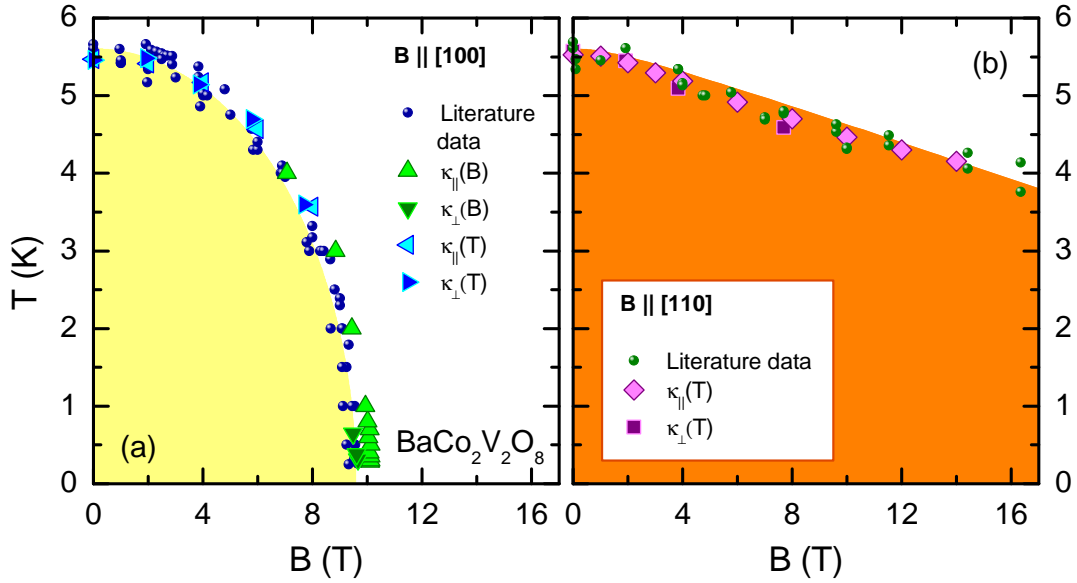 6
5
4
3
2
1
0
T (K)
B || [100]
Literature
data
κ||(B)
κ⊥(B)
κ||(T)
κ⊥(T)
(a)
BaCo₂V₂O₈
0 4 8 12 16
B (T)
(b)
B || [110]
Literature data
κ||(T)
κ⊥(T)
0 4 8 12 16
B (T)
6
5
4
3
2
1
0